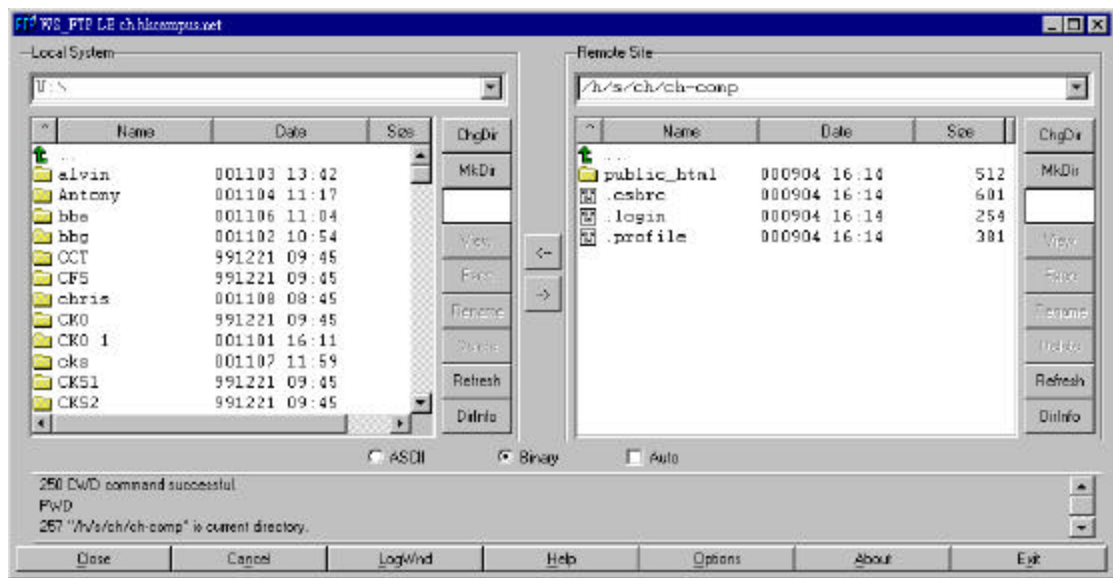 WS_FTP LE ch.hkcampus.net
Local System
Remote Site
/h/s/ch/ch-comp
^ Name Date Size
ChgDir
..
MkDir
alvin 001103 13:42
Antony 001104 11:17
bba 001106 11:04
bbg 001102 10:54
View
CCT 991221 09:45
CFS 991221 09:45
Exec
chris 001108 08:45
Rename
CKO 991221 09:45
CKO 1 001101 16:11
cks 001107 11:59
CKS1 991221 09:45
Refresh
CKS2 991221 09:45
DirInfo
<--
-->
^ Name Date Size
ChgDir
...
MkDir
public_html 000904 16:14 512
.cshrc 000904 16:14 601
.login 000904 16:14 254
.profile 000904 16:14 381
View
Exec
Rename
Delete
Refresh
DirInfo
ASCII Binary Auto
250 CWD command successful.
PWD
257 "/h/s/ch/ch-comp" is current directory.
Close Cancel LogWnd Help Options About Exit